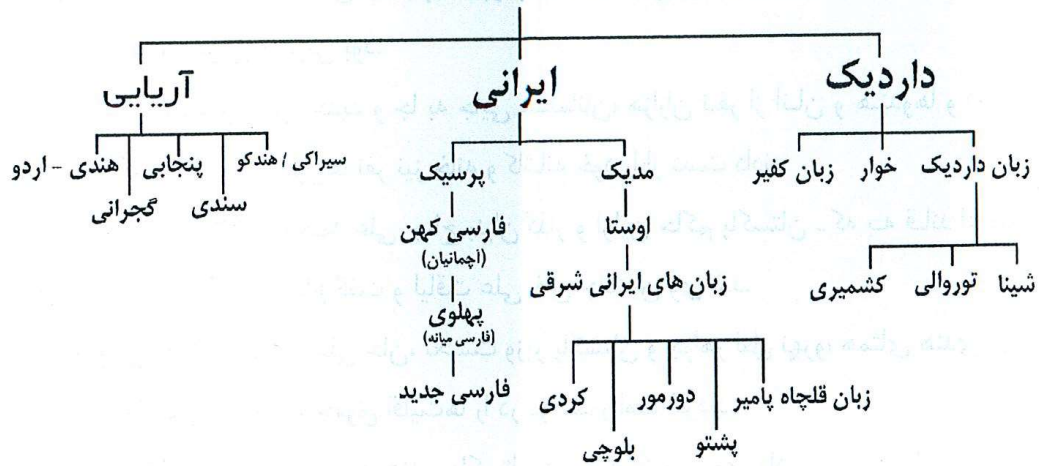 داردیک
ایرانی
آریایی
زبان داردیک
خوار
زبان کفیر
مدیک
پرسیک
سیراکی / هندکو
پنجابی
هندی - اردو
سندی
گجراتی
اوستا
فارسی کهن
(اچمانیان)
شینا
توروالی
کشمیری
زبان های ایرانی شرقی
پهلوی
(فارسی میانه)
زبان قلچاه پامیر
دورمور
کردی
فارسی جدید
پشتو
بلوچی